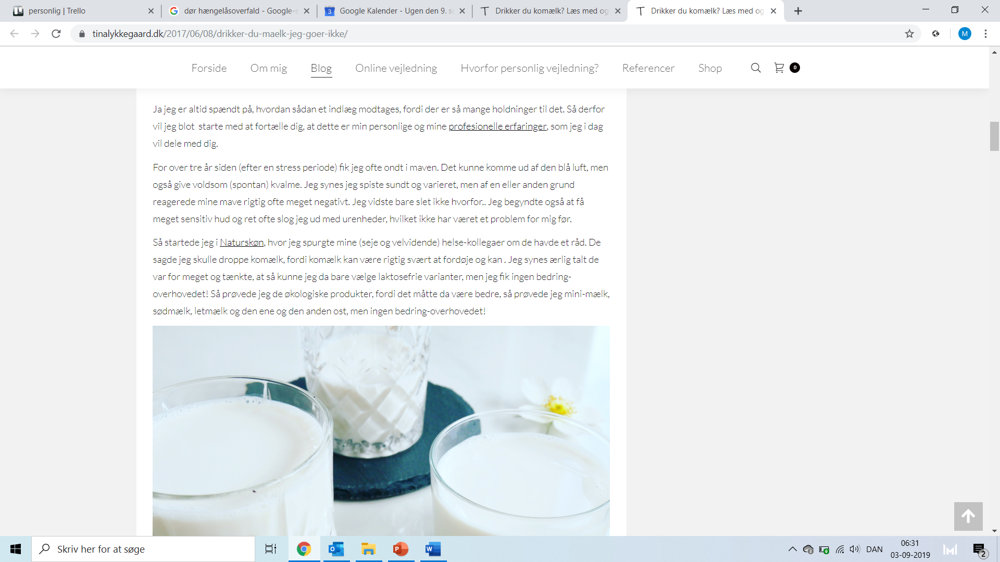 personlig | Trello
dør hængelåsoverfald - Google-s
Google Kalender - Ugen den 9. s
Drikker du komælk? Læs med og
Drikker du komælk? Læs med og
tinalykkegaard.dk/2017/06/08/drikker-du-maelk-jeg-goer-ikke/
M
Forside Om mig Blog Online vejledning Hvorfor personlig vejledning? Referencer Shop 0
Ja jeg er altid spændt på, hvordan sådan et indlæg modtages, fordi der er så mange holdninger til det. Så derfor
vil jeg blot starte med at fortælle dig, at dette er min personlige og mine profesionelle erfaringer, som jeg i dag
vil dele med dig.
For over tre år siden (efter en stress periode) fik jeg ofte ondt i maven. Det kunne komme ud af den blå luft, men
også give voldsom (spontan) kvalme. Jeg synes jeg spiste sundt og varieret, men af en eller anden grund
reagerede mine mave rigtig ofte meget negativt. Jeg vidste bare slet ikke hvorfor.. Jeg begyndte også at få
meget sensitiv hud og ret ofte slog jeg ud med urenheder, hvilket ikke har været et problem for mig før.
Så startede jeg i Naturskøn, hvor jeg spurgte mine (seje og velvidende) helse-kollegaer om de havde et råd. De
sagde jeg skulle droppe komælk, fordi komælk kan være rigtig svært at fordøje og kan . Jeg synes ærlig talt de
var for meget og tænkte, at så kunne jeg da bare vælge laktosefrie varianter, men jeg fik ingen bedring-
overhovedet! Så prøvede jeg de økologiske produkter, fordi det måtte da være bedre, så prøvede jeg mini-mælk,
sødmælk, letmælk og den ene og den anden ost, men ingen bedring-overhovedet!
Skriv her for at søge
DAN
06:31
03-09-2019
2